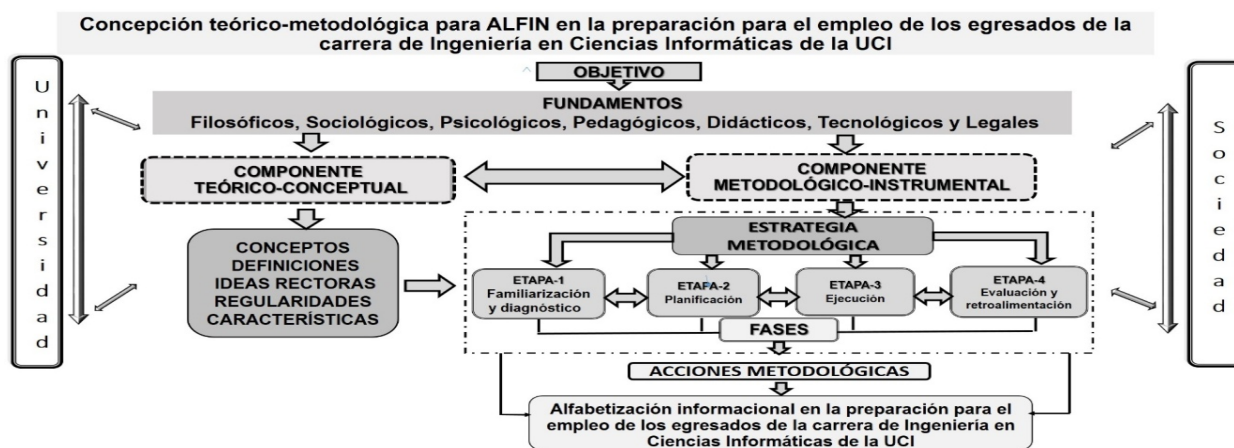 Concepción teórico-metodológica para ALFIN en la preparación para el empleo de los egresados de la
carrera de Ingeniería en Ciencias Informáticas de la UCI
Universidad
OBJETIVO
FUNDAMENTOS
Filosóficos, Sociológicos, Psicológicos, Pedagógicos, Didácticos, Tecnológicos y Legales
COMPONENTE
TEÓRICO-CONCEPTUAL
COMPONENTE
METODOLÓGICO-INSTRUMENTAL
CONCEPTOS
DEFINICIONES
IDEAS RECTORAS
REGULARIDADES
CARACTERÍSTICAS
ESTRATEGIA
METODOLÓGICA
ETAPA-1
Familiarización
y diagnóstico
ETAPA-2
Planificación
ETAPA-3
Ejecución
ETAPA-4
Evaluación y
retroalimentación
FASES
ACCIONES METODOLÓGICAS
Alfabetización informacional en la preparación para el
empleo de los egresados de la carrera de Ingeniería en
Ciencias Informáticas de la UCI
Sociedad